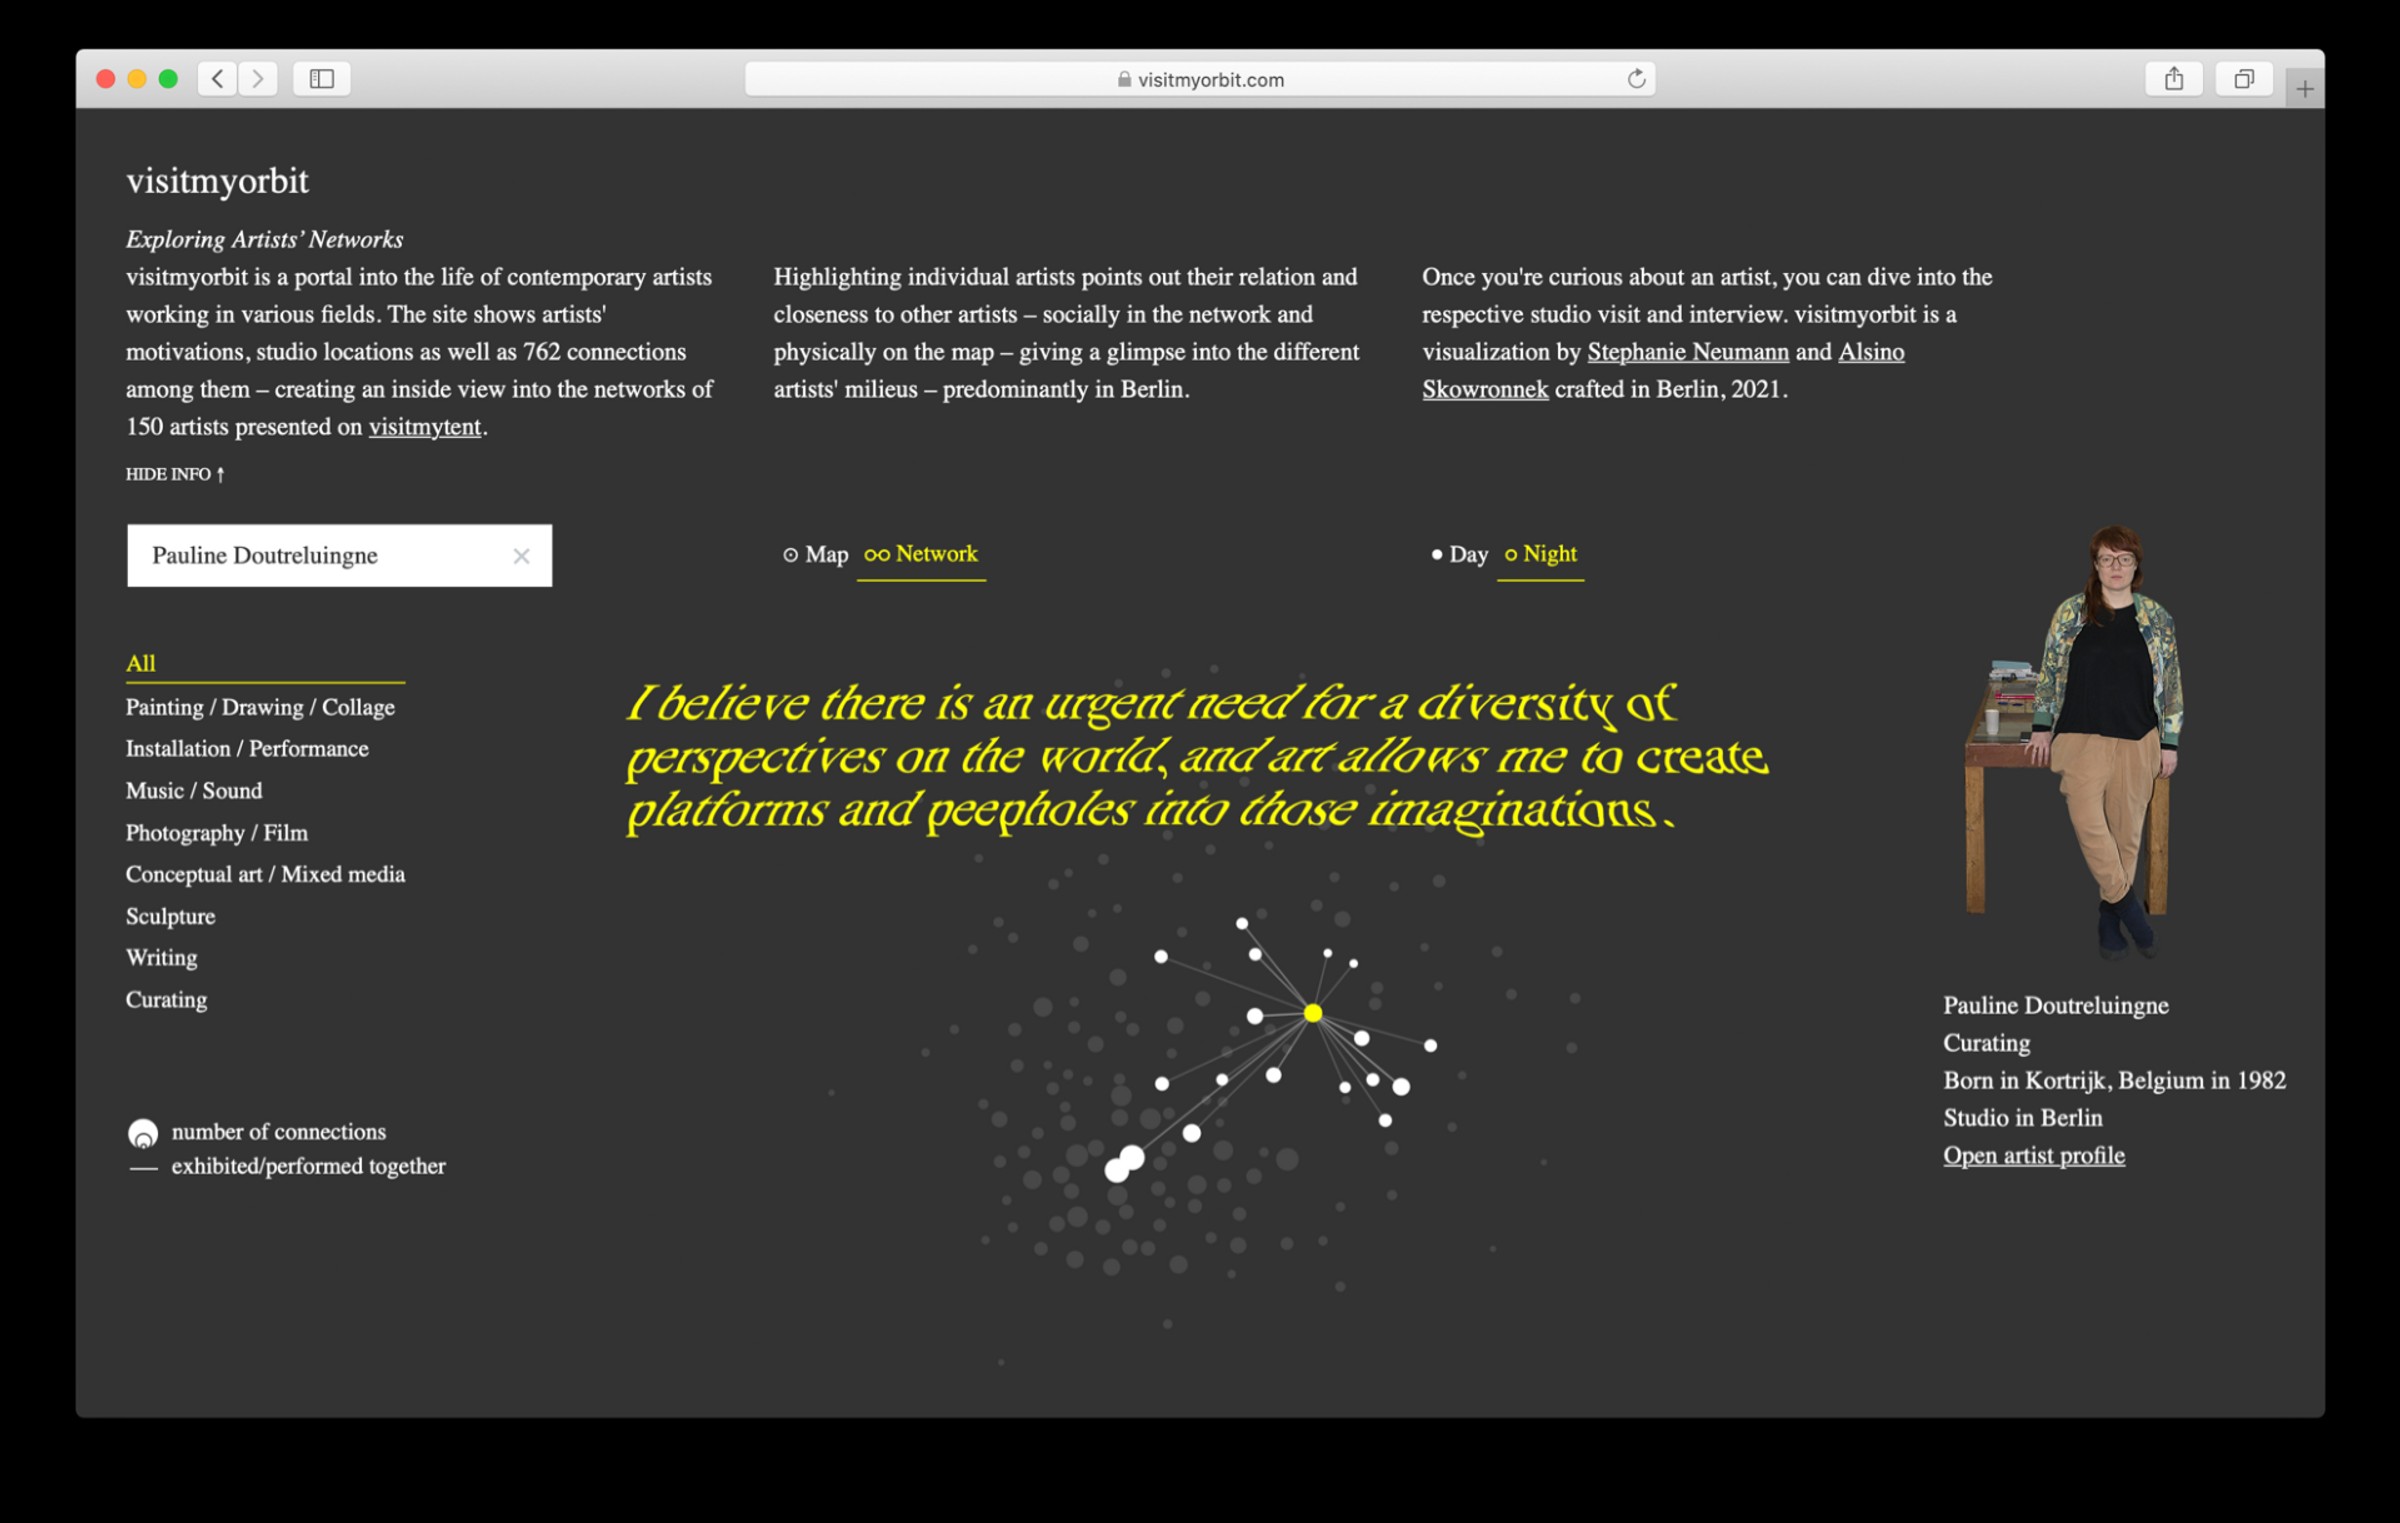 visitmyorbit.com
visitmyorbit
Exploring Artists’ Networks
visitmyorbit is a portal into the life of contemporary artists
working in various fields. The site shows artists'
motivations, studio locations as well as 762 connections
among them – creating an inside view into the networks of
150 artists presented on visitmytent.
Highlighting individual artists points out their relation and
closeness to other artists – socially in the network and
physically on the map – giving a glimpse into the different
artists' milieus – predominantly in Berlin.
Once you're curious about an artist, you can dive into the
respective studio visit and interview. visitmyorbit is a
visualization by Stephanie Neumann and Alsino
Skowronnek crafted in Berlin, 2021.
HIDE INFO ↑
Pauline Doutreluingne ×
Map Network
Day Night
All
Painting / Drawing / Collage
Installation / Performance
Music / Sound
Photography / Film
Conceptual art / Mixed media
Sculpture
Writing
Curating
number of connections
exhibited/performed together
I believe there is an urgent need for a diversity of
perspectives on the world, and art allows me to create
platforms and peepholes into those imaginations.
Pauline Doutreluingne
Curating
Born in Kortrijk, Belgium in 1982
Studio in Berlin
Open artist profile